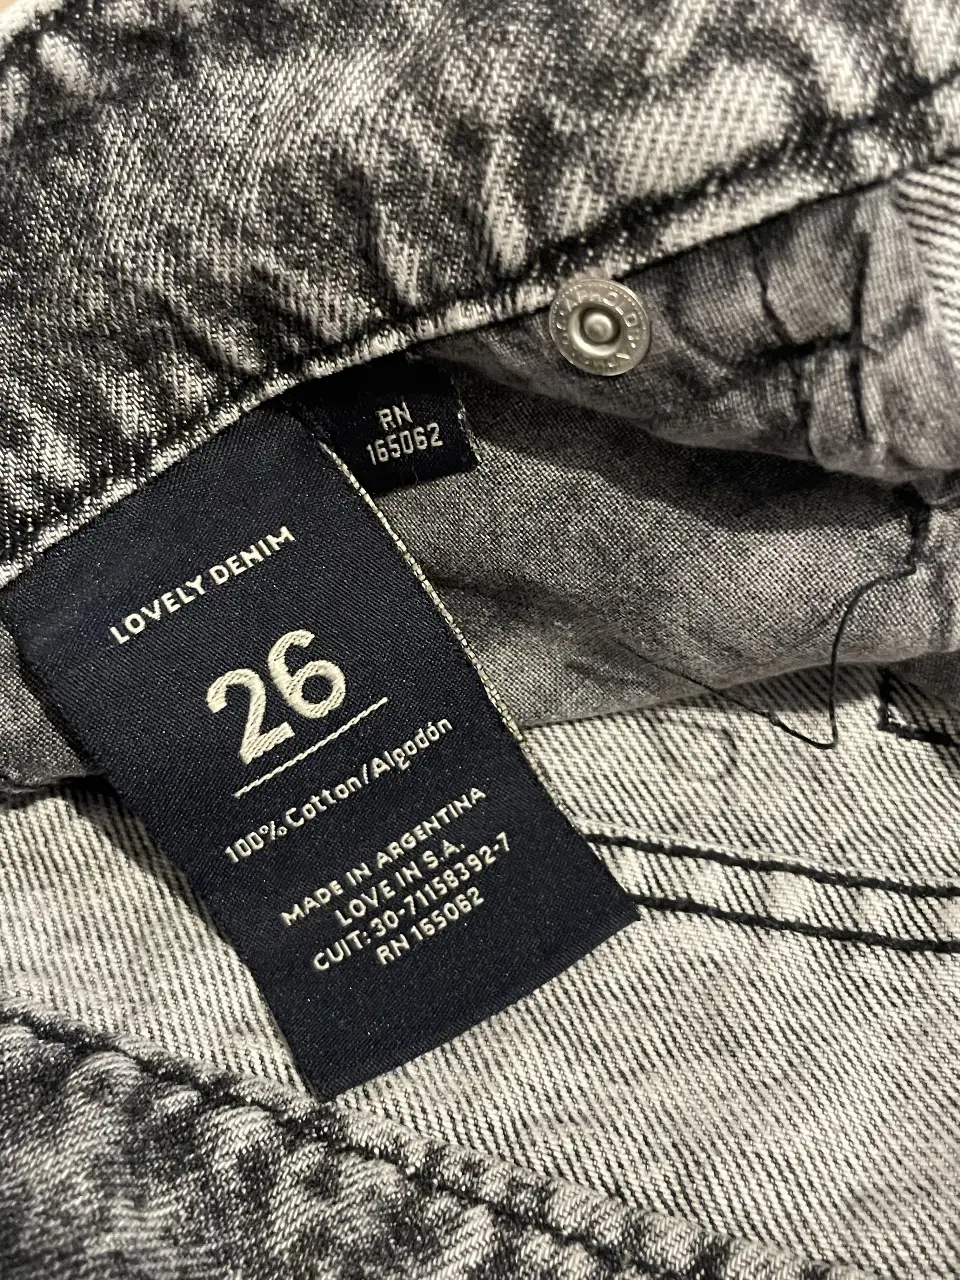 RN
165062
LOVELY DENIM
26
100% Cotton/Algodón
MADE IN ARGENTINA
LOVE IN S.A.
CUIT: 30-71158392-7
RN 165062